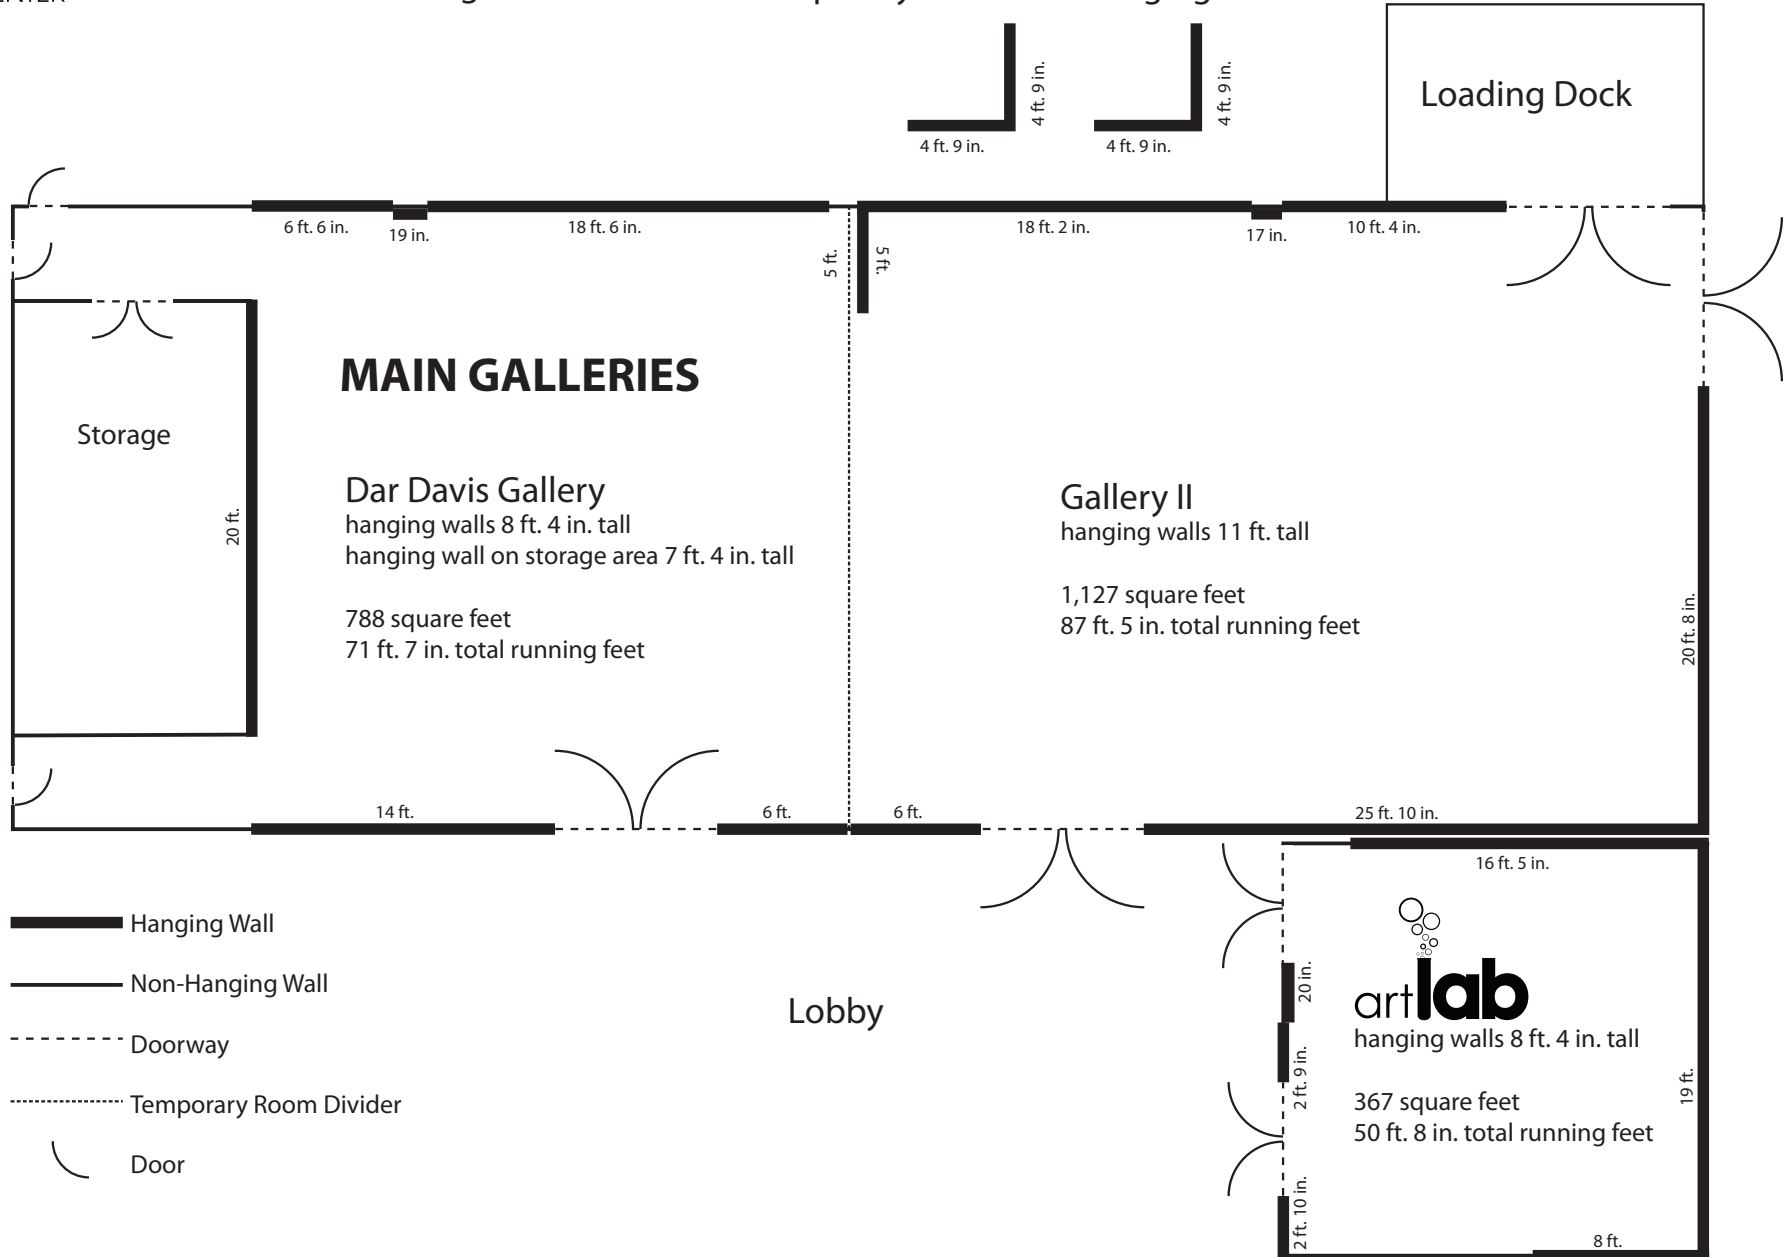 4 ft. 9 in.
4 ft. 9 in.
4 ft. 9 in.
4 ft. 9 in.
Loading Dock
6 ft. 6 in.
19 in.
18 ft. 6 in.
5 ft.
5 ft.
18 ft. 2 in.
17 in.
10 ft. 4 in.
MAIN GALLERIES
Storage
20 ft.
Dar Davis Gallery
hanging walls 8 ft. 4 in. tall
hanging wall on storage area 7 ft. 4 in. tall
788 square feet
71 ft. 7 in. total running feet
Gallery II
hanging walls 11 ft. tall
1,127 square feet
87 ft. 5 in. total running feet
20 ft. 8 in.
14 ft.
6 ft.
6 ft.
25 ft. 10 in.
16 ft. 5 in.
Hanging Wall
Non-Hanging Wall
Doorway
Temporary Room Divider
Door
Lobby
20 in.
2 ft. 9 in.
2 ft. 10 in.
artlab
hanging walls 8 ft. 4 in. tall
367 square feet
50 ft. 8 in. total running feet
19 ft.
8 ft.